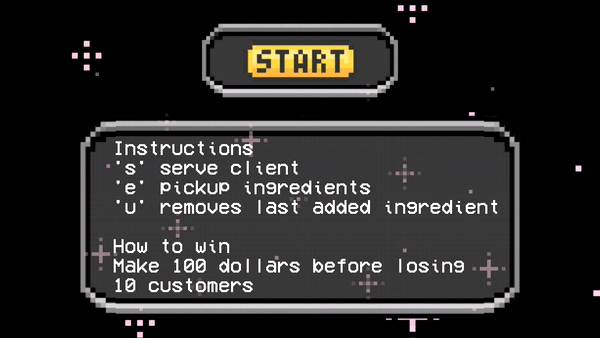 START
Instructions
's' serve client
'e' pickup ingredients
'u' removes last added ingredient
How to win
Make 100 dollars before losing
10 customers